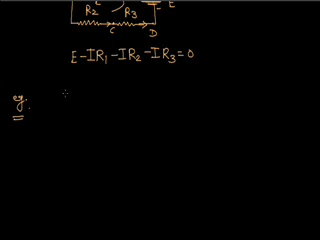 E
R₂ R₃
C D
E - IR₁ - IR₂ - IR₃ = 0
eg.